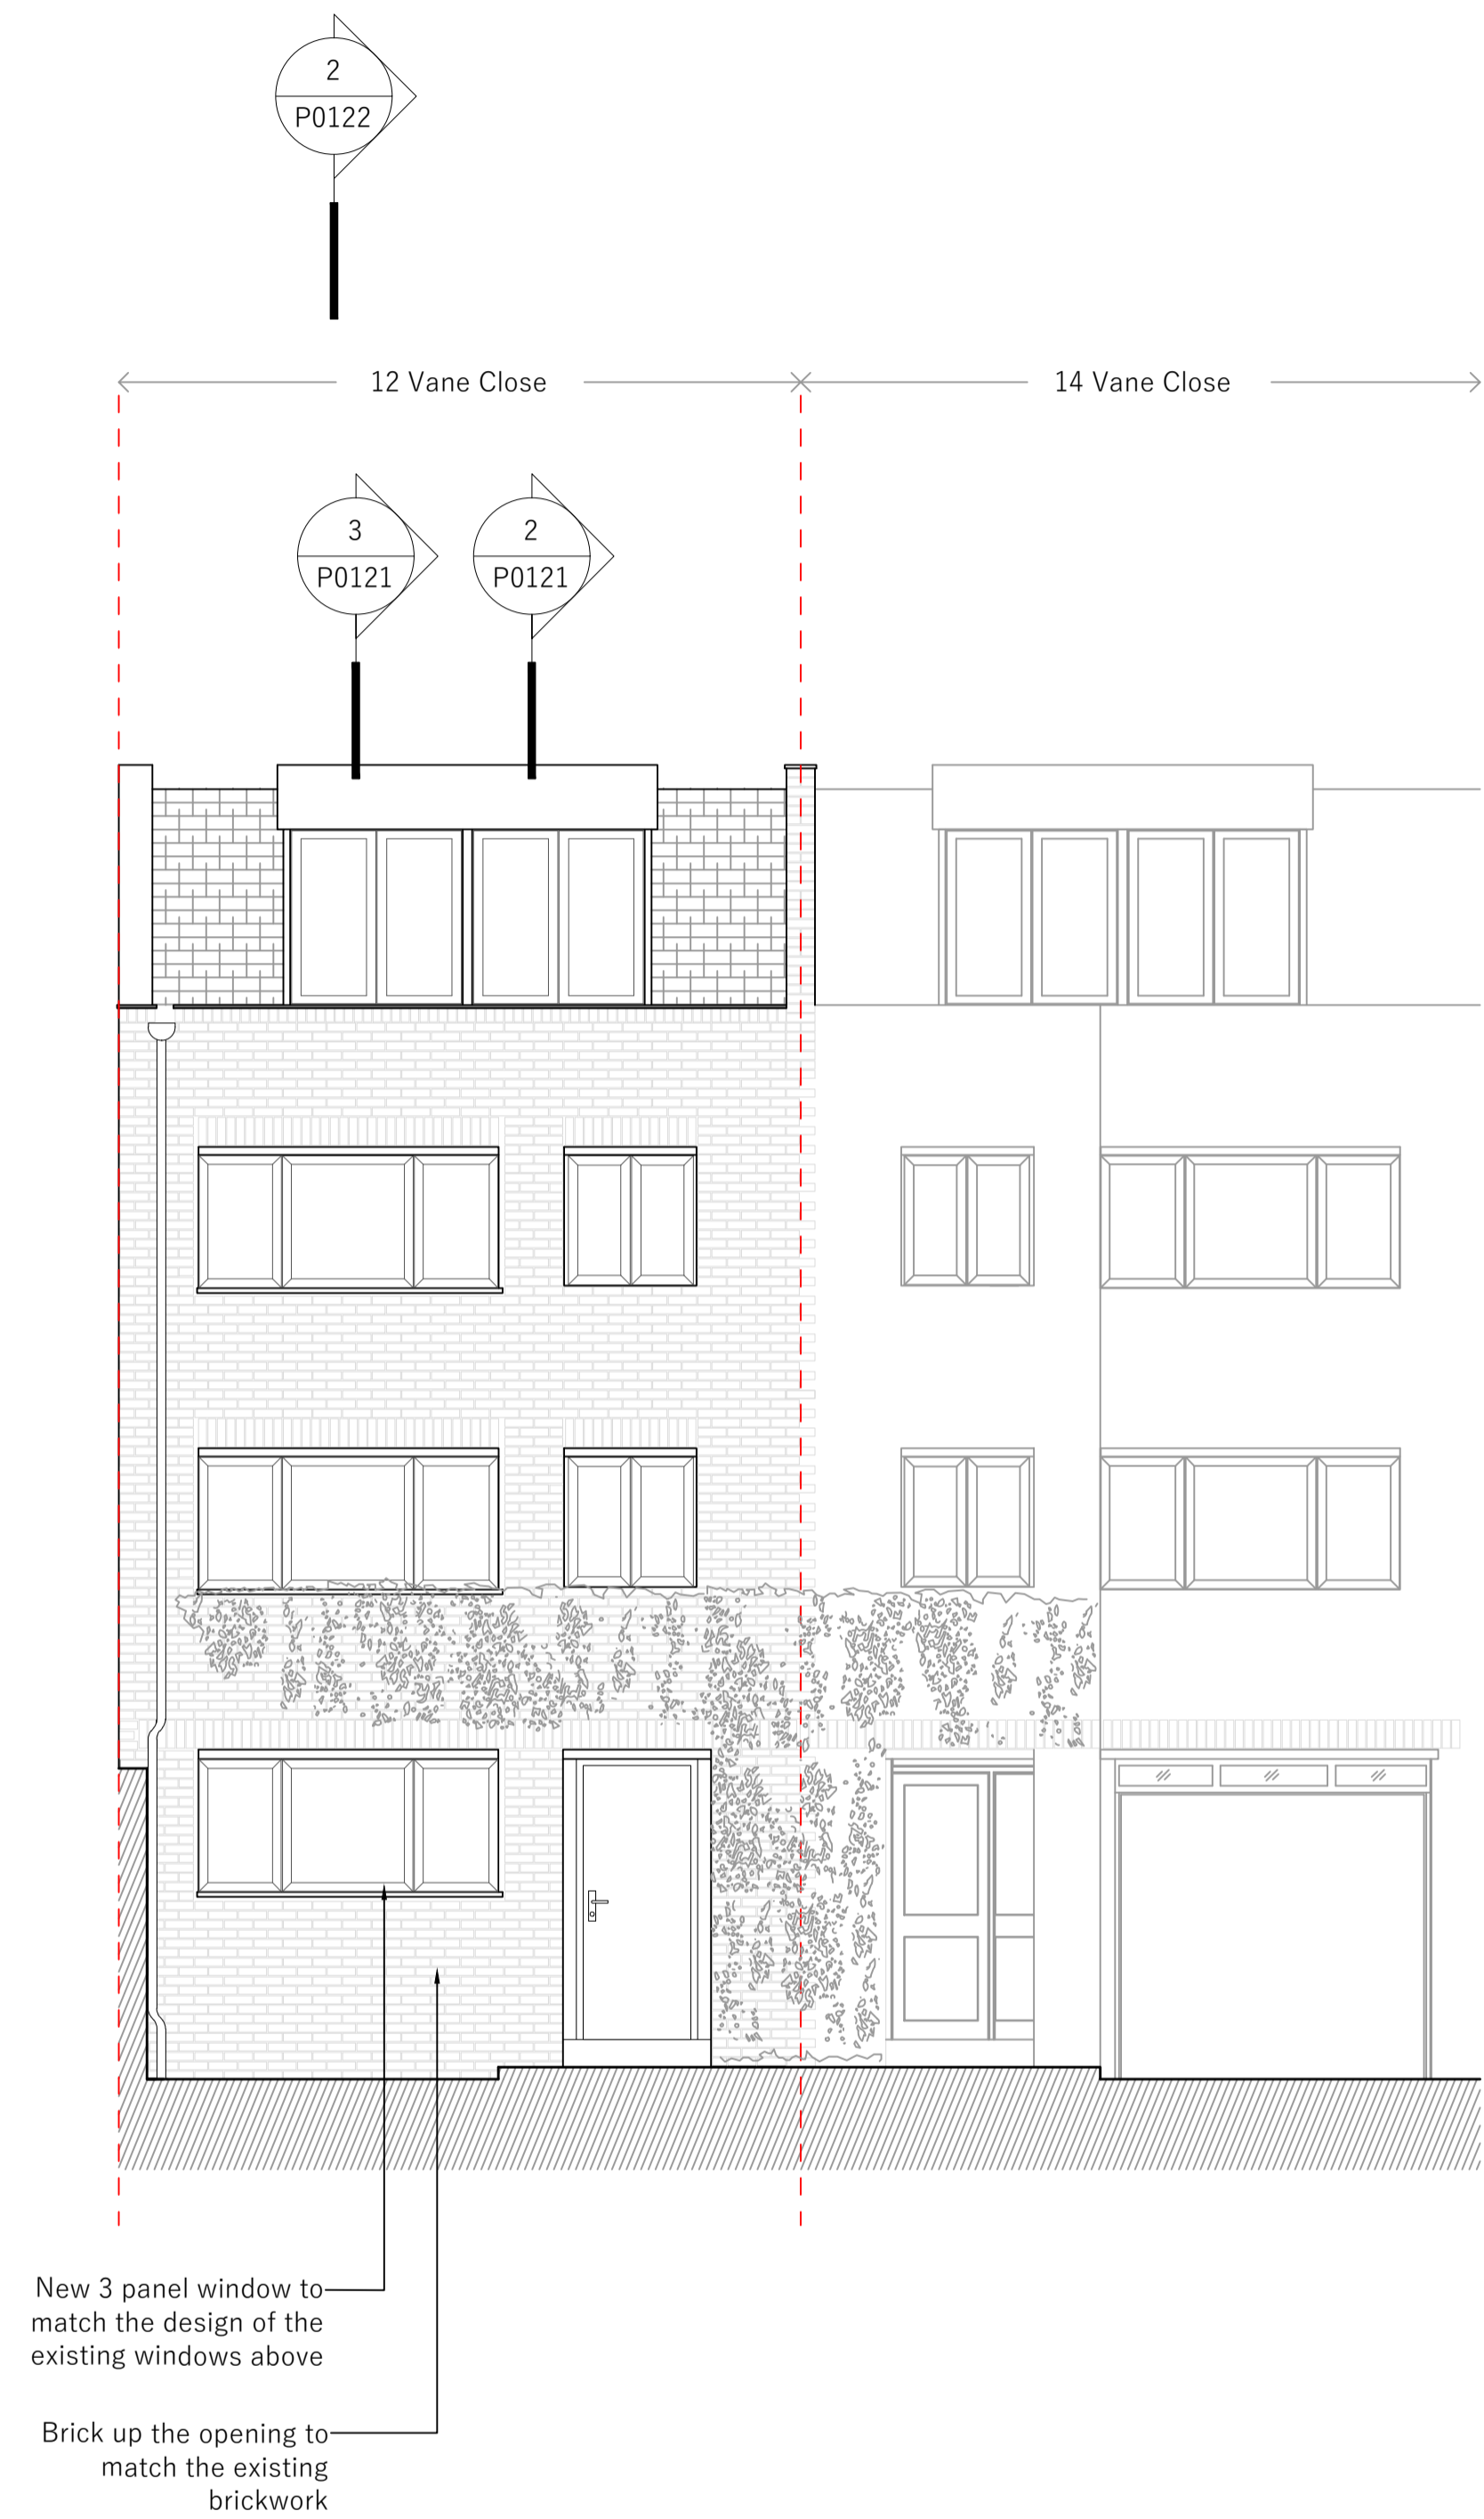 2
P0122
12 Vane Close
14 Vane Close
3
P0121
2
P0121
New 3 panel window to
match the design of the
existing windows above
Brick up the opening to
match the existing
brickwork